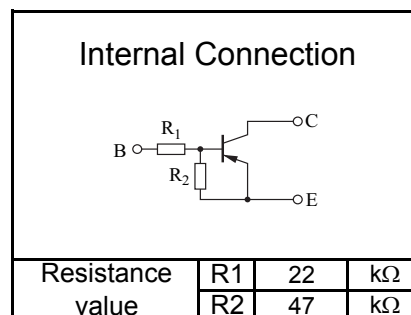 Internal Connection
C
R1
B
R2
E
Resistance value
R1 22 kΩ
R2 47 kΩ